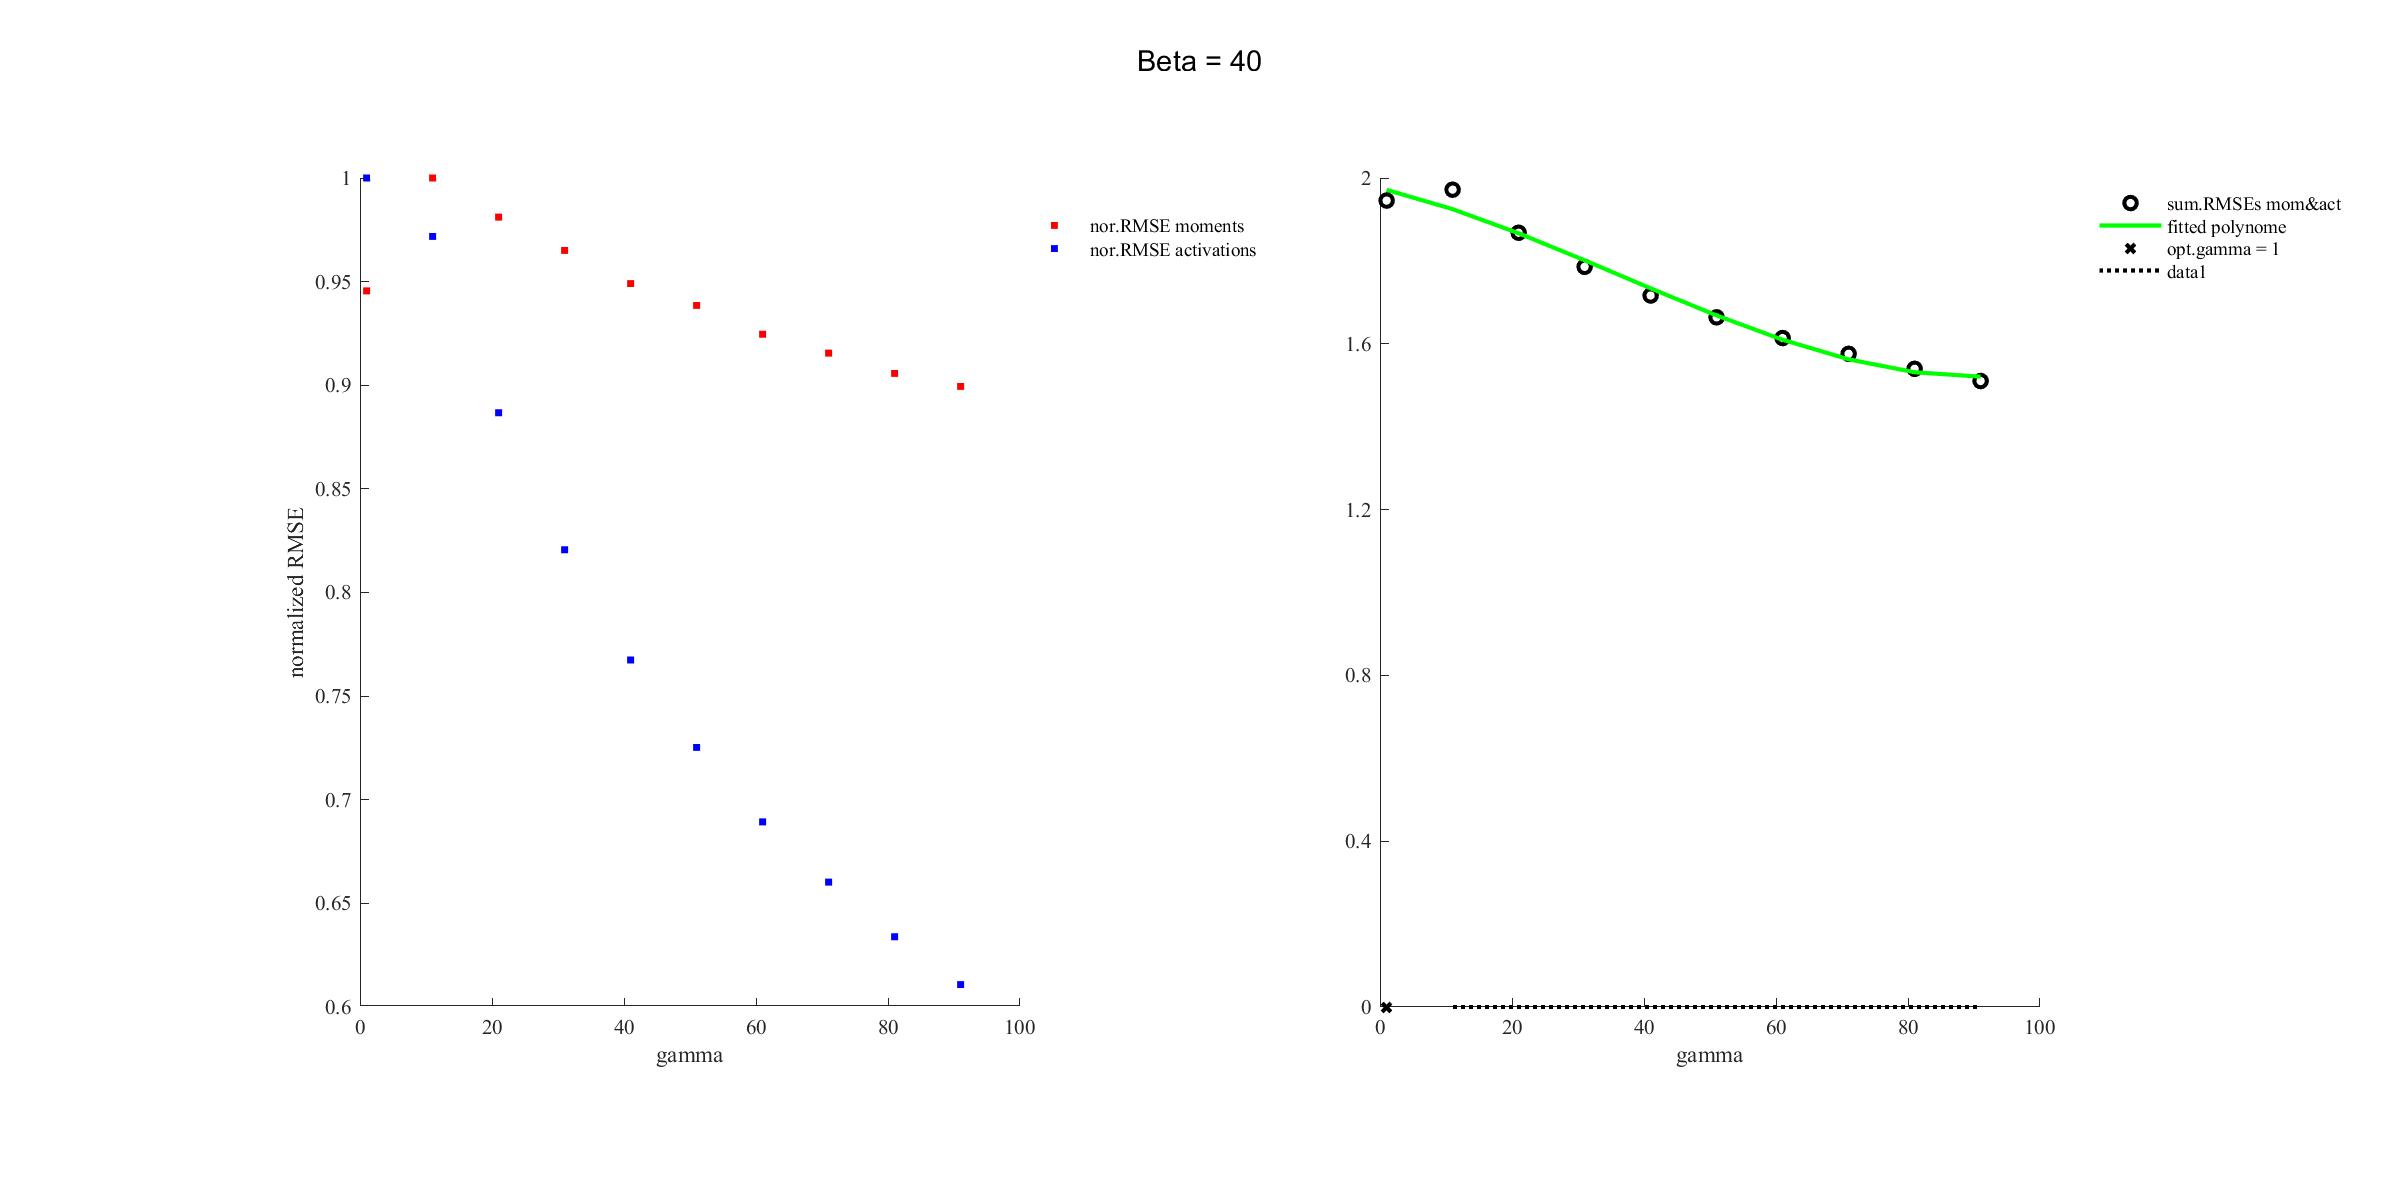 Beta = 40
1
0.95
0.9
0.85
0.8
0.75
0.7
0.65
0.6
normalized RMSE
0 20 40 60 80 100
gamma
nor.RMSE moments
nor.RMSE activations
2
1.6
1.2
0.8
0.4
0
0 20 40 60 80 100
gamma
sum.RMSEs mom&act
fitted polynome
opt.gamma = 1
data1